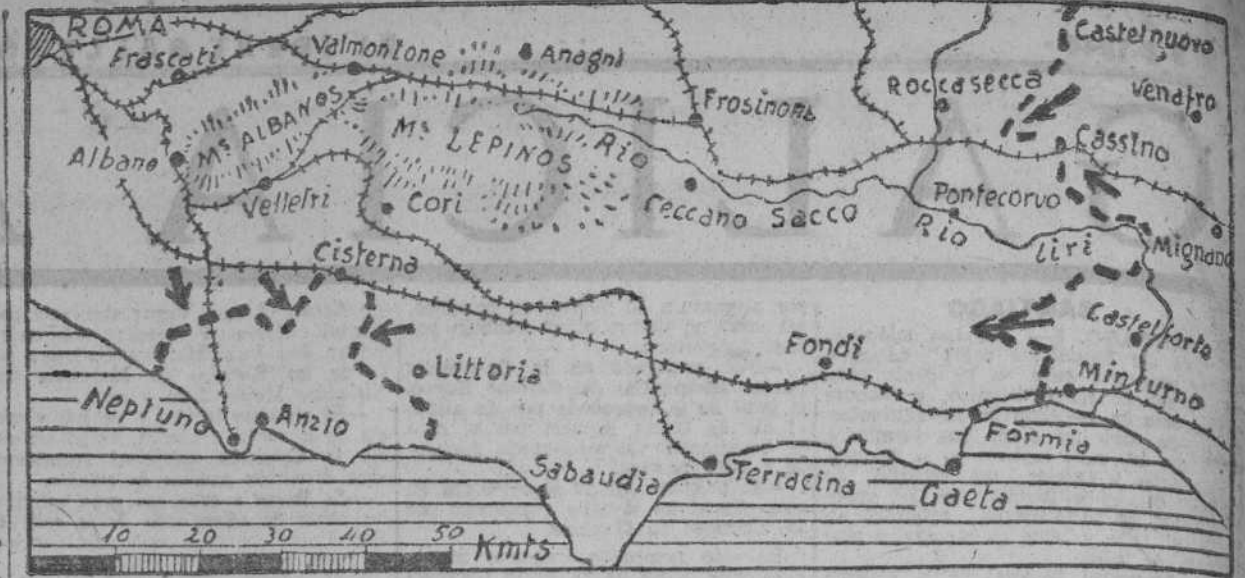 ROMA
Frascati
Valmontone
Anagni
Castelnuovo
Venafro
Roccasecca
Frosinone
Cassino
Albano
Ms ALBANOS
Ms LEPINOS
Velletri
Cori
Rio
Ceccano Sacco
Pontecorvo
Rio
Liri
Mignano
Cisterna
Castelforte
Littoria
Fondi
Minturno
Neptuno
Anzio
Formia
Sabaudia
Terracina
Gaeta
10 20 30 40 50 Kmts